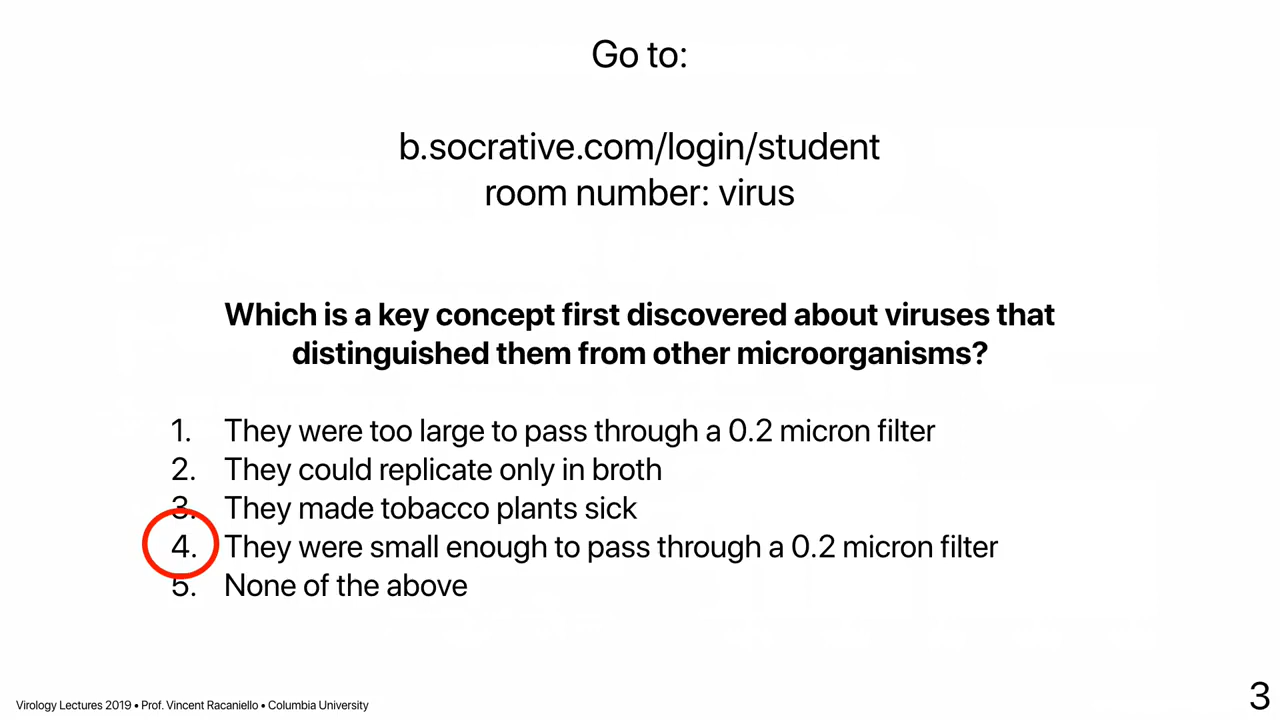 Go to:
b.socrative.com/login/student
room number: virus
Which is a key concept first discovered about viruses that
distinguished them from other microorganisms?
1. They were too large to pass through a 0.2 micron filter
2. They could replicate only in broth
3. They made tobacco plants sick
4. They were small enough to pass through a 0.2 micron filter
5. None of the above
Virology Lectures 2019 • Prof. Vincent Racaniello • Columbia University
3